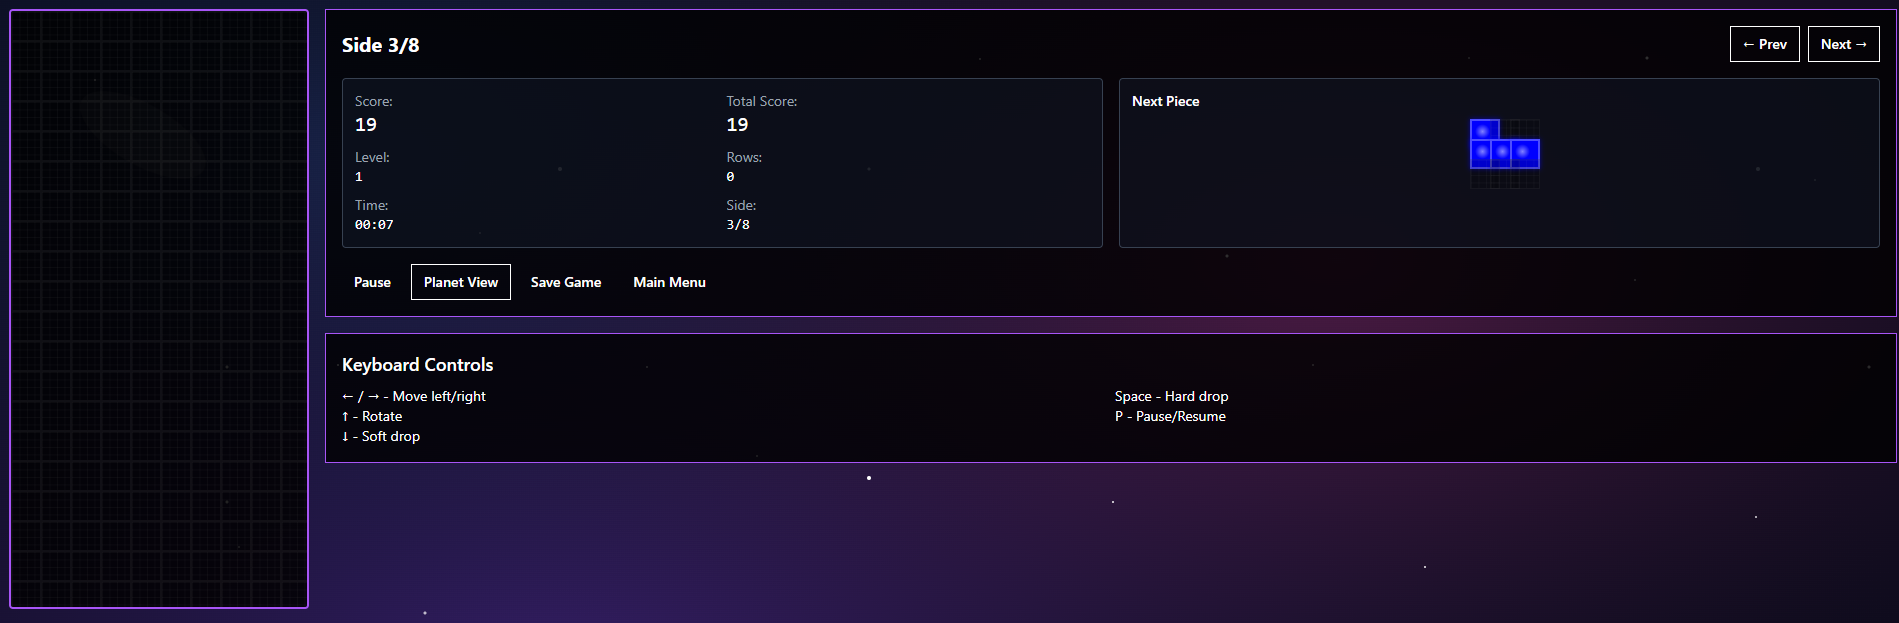 Side 3/8
← Prev
Next →
Score:
19
Total Score:
19
Level:
1
Rows:
0
Time:
00:07
Side:
3/8
Next Piece
Pause
Planet View
Save Game
Main Menu
Keyboard Controls
← / → - Move left/right
↑ - Rotate
↓ - Soft drop
Space - Hard drop
P - Pause/Resume